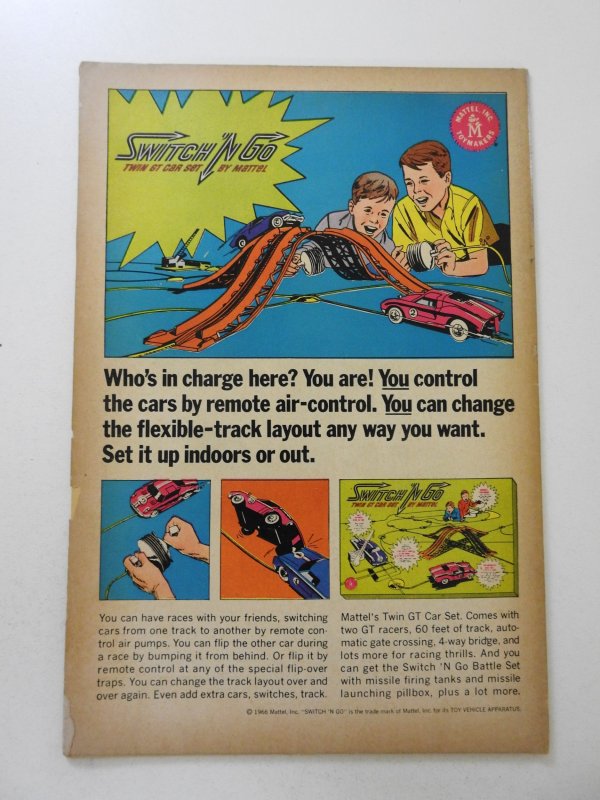 SWITCH 'N GO
TWIN GT CAR SET BY MATTEL
MATTEL, INC.
M
TOYMAKERS
2
Who's in charge here? You are! You control
the cars by remote air-control. You can change
the flexible-track layout any way you want.
Set it up indoors or out.
SWITCH 'N GO
TWIN GT CAR SET BY MATTEL
You can have races with your friends, switching
cars from one track to another by remote con-
trol air pumps. You can flip the other car during
a race by bumping it from behind. Or flip it by
remote control at any of the special flip-over
traps. You can change the track layout over and
over again. Even add extra cars, switches, track.
Mattel's Twin GT Car Set. Comes with
two GT racers, 60 feet of track, auto-
matic gate crossing, 4-way bridge, and
lots more for racing thrills. And you
can get the Switch 'N Go Battle Set
with missile firing tanks and missile
launching pillbox, plus a lot more.
© 1966 Mattel, Inc. "SWITCH 'N GO" is the trade mark of Mattel, Inc. for its TOY VEHICLE APPARATUS.